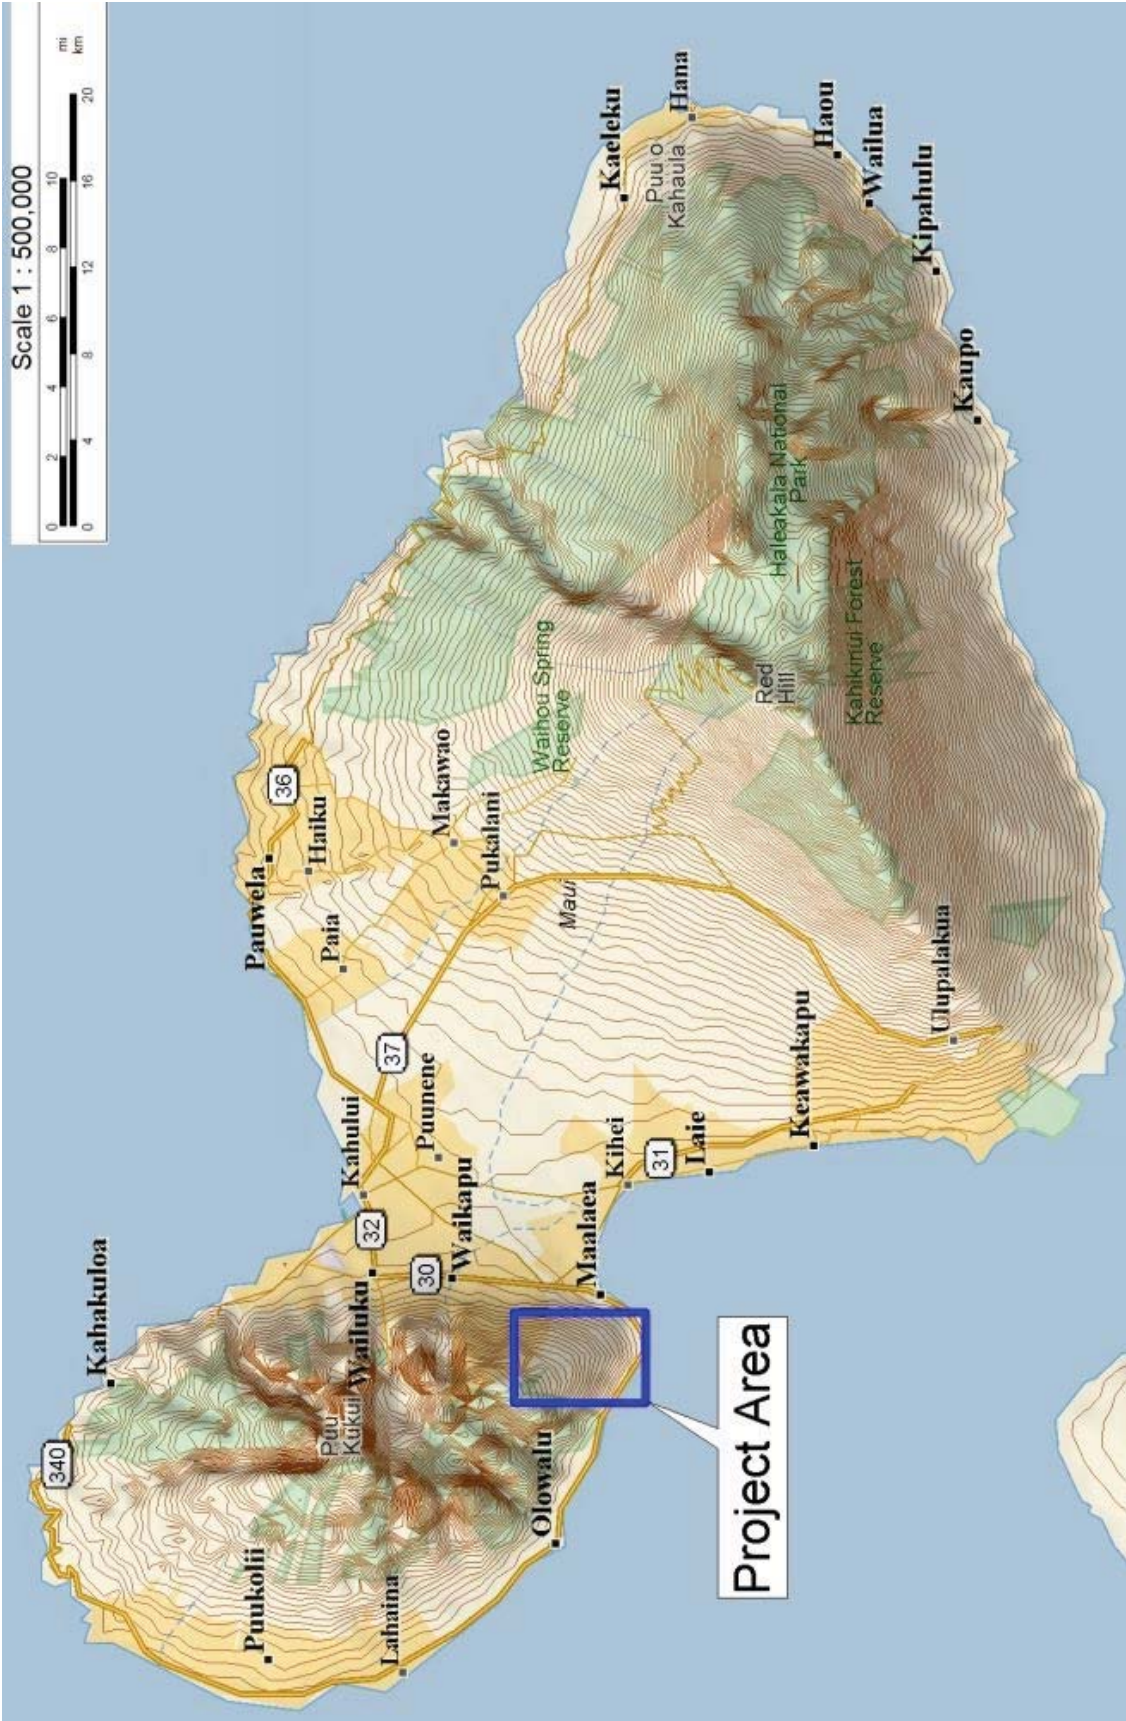 Scale 1 : 500,000
0 2 4 6 8 10 mi
km
0 4 8 12 16 20
340
Kahakuloa
Puukolii
Pauwela
36
Haiku
Paia
Puu
Kukui
Wailuku
Kahului
32
Lahaina
37
30
Puunene
Makawao
Waikapu
Pukalani
Waihou Spring
Reserve
Olowalu
Maui
Maalaea
Kihei
Kaeleku
Puu o
Kahaula
Hana
31
Laie
Project Area
Red
Hill
Haleakala National
Park
Keawakapu
Haou
Kahikinui Forest
Reserve
Wailua
Kipahulu
Ulupalakua
Kaupo